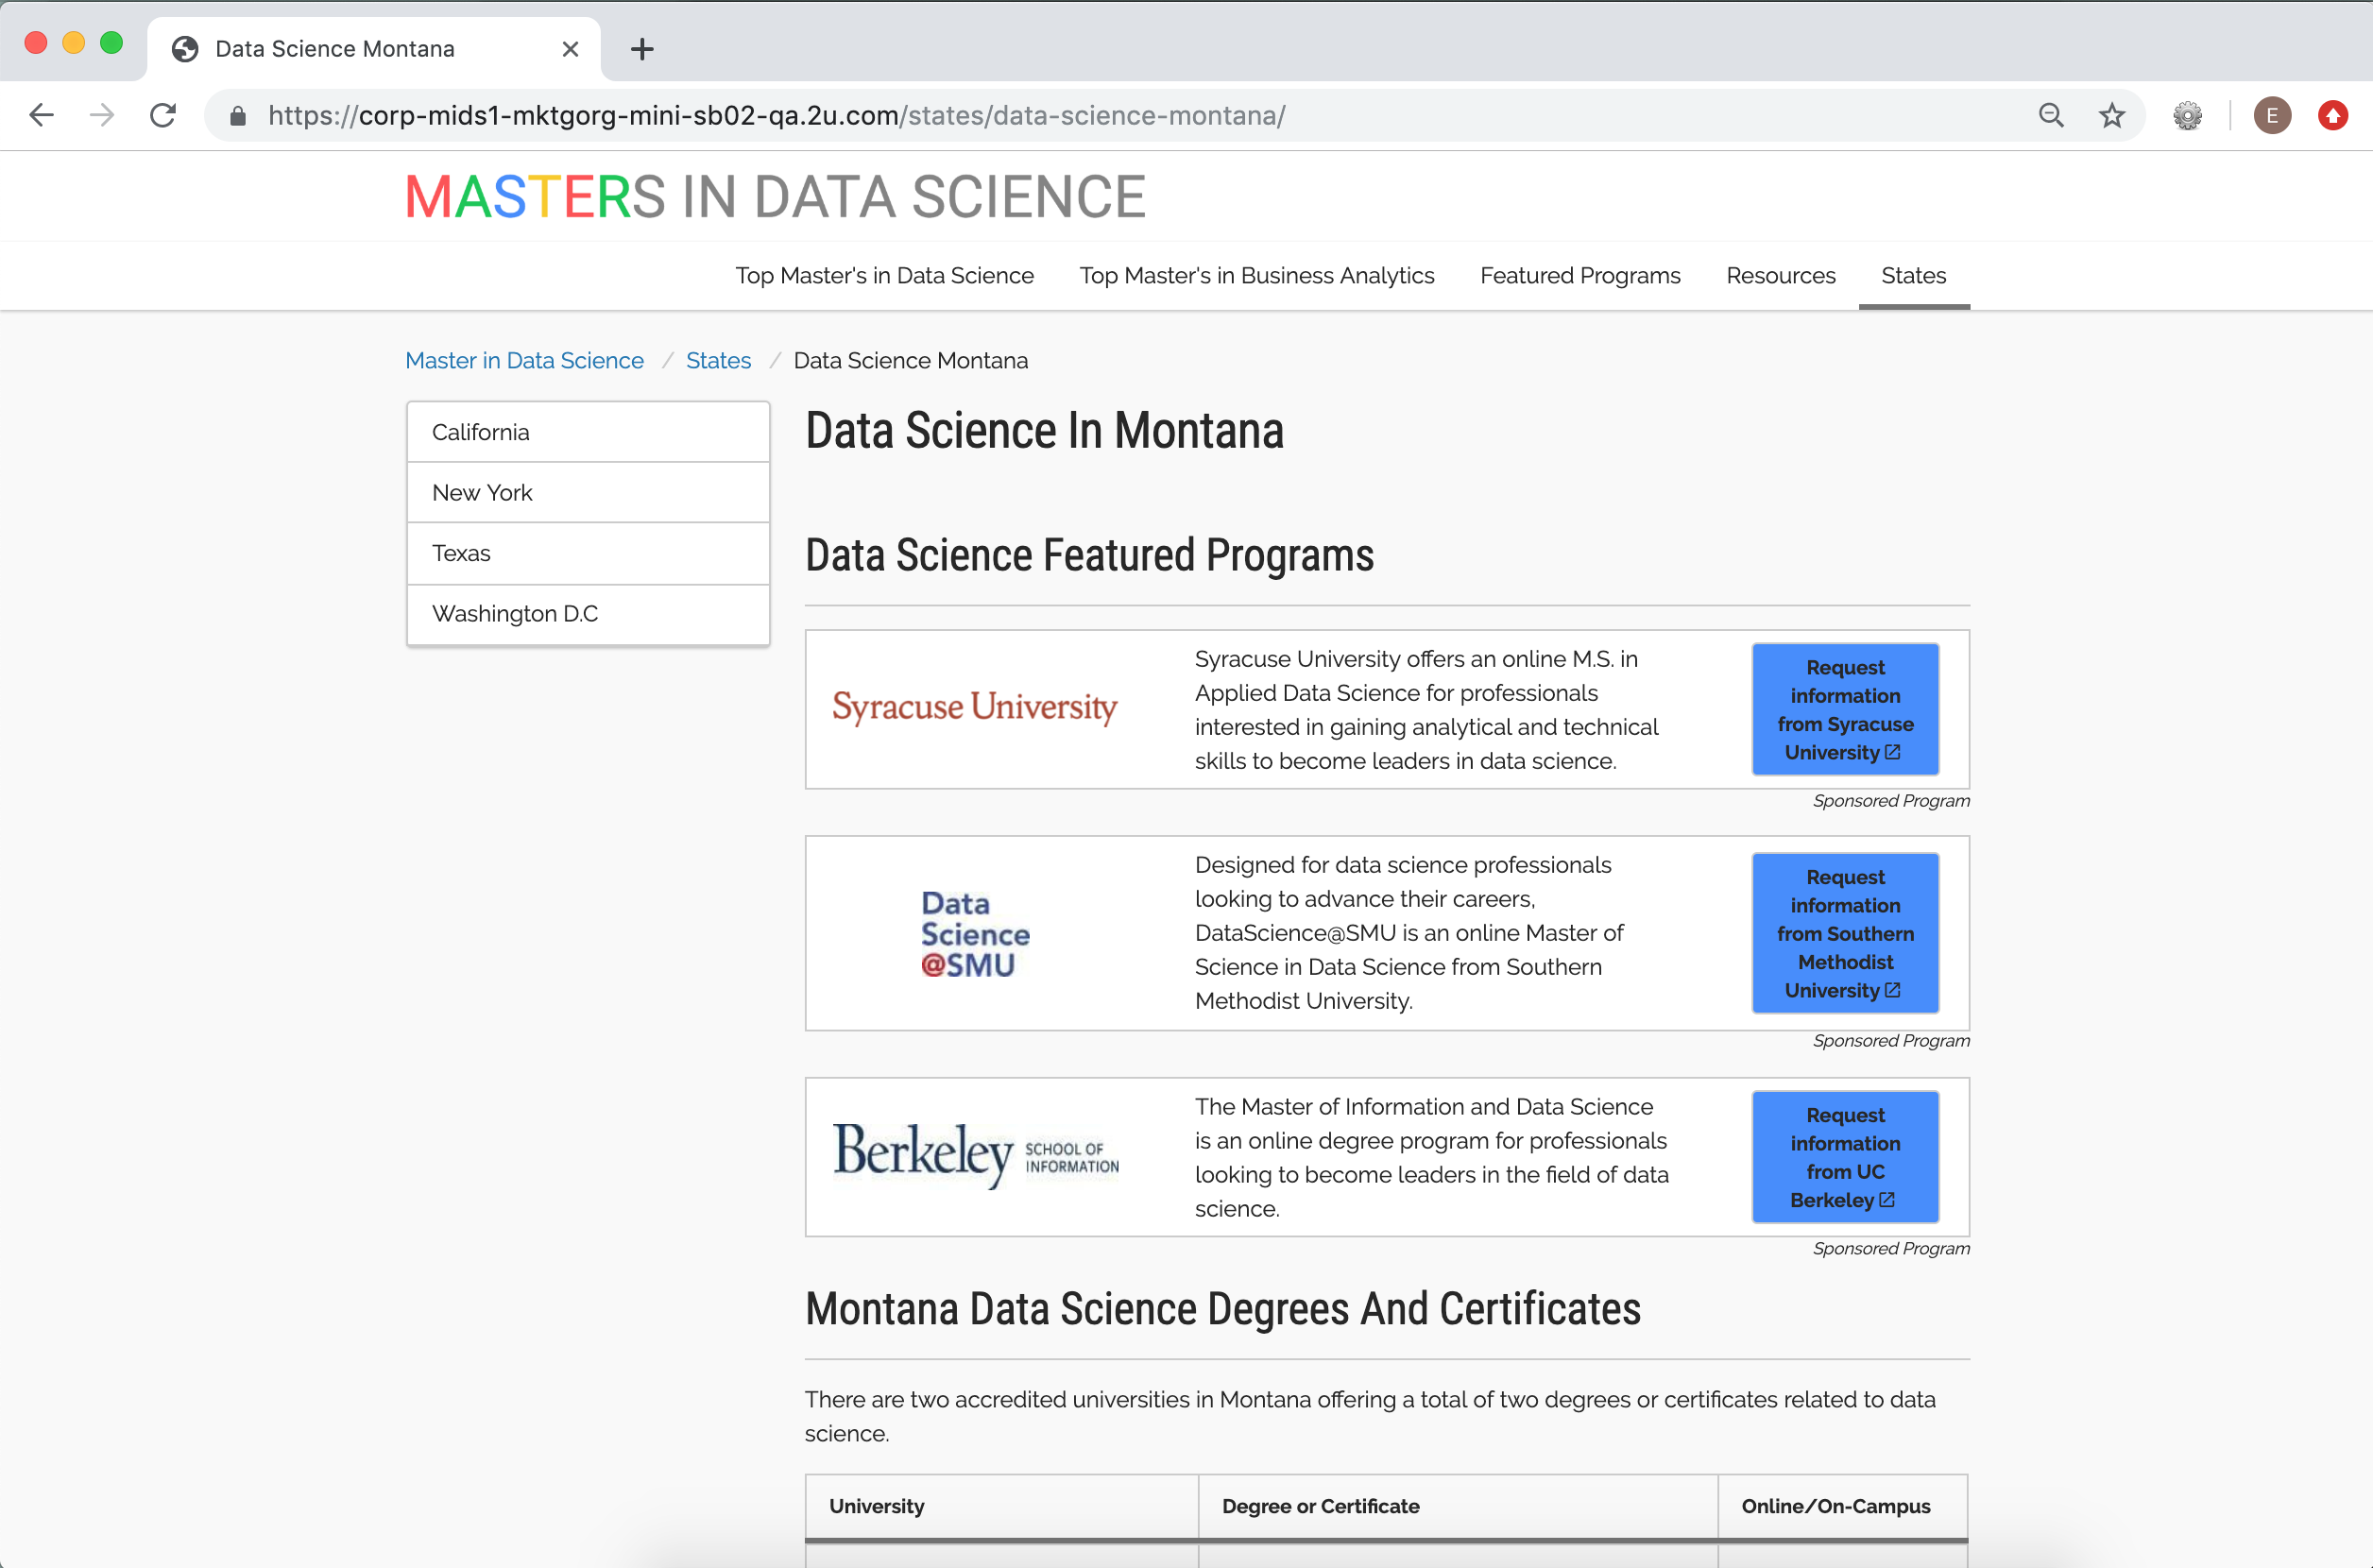 Data Science Montana
https://corp-mids1-mktgorg-mini-sb02-qa.2u.com/states/data-science-montana/
E
MASTERS IN DATA SCIENCE
Top Master's in Data Science
Top Master's in Business Analytics
Featured Programs
Resources
States
Master in Data Science / States / Data Science Montana
California
New York
Texas
Washington D.C
Data Science In Montana
Data Science Featured Programs
Syracuse University
Syracuse University offers an online M.S. in
Applied Data Science for professionals
interested in gaining analytical and technical
skills to become leaders in data science.
Request
information
from Syracuse
University
Sponsored Program
Data
Science
@SMU
Designed for data science professionals
looking to advance their careers,
DataScience@SMU is an online Master of
Science in Data Science from Southern
Methodist University.
Request
information
from Southern
Methodist
University
Sponsored Program
Berkeley SCHOOL OF
INFORMATION
The Master of Information and Data Science
is an online degree program for professionals
looking to become leaders in the field of data
science.
Request
information
from UC
Berkeley
Sponsored Program
Montana Data Science Degrees And Certificates
There are two accredited universities in Montana offering a total of two degrees or certificates related to data
science.
University
Degree or Certificate
Online/On-Campus